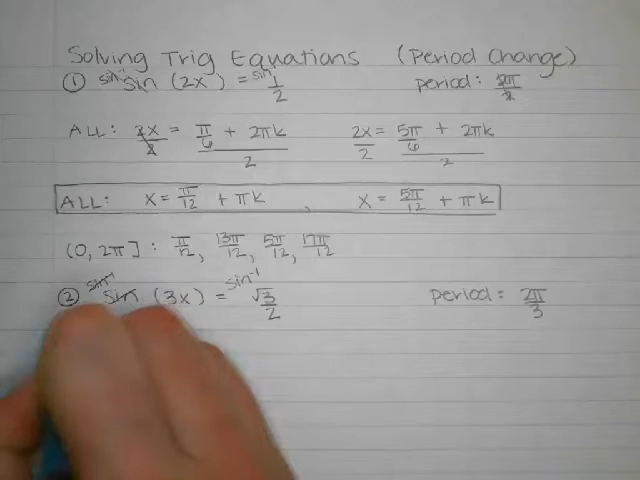 Solving Trig Equations (Period Change)
① sin⁻¹ sin (2x) = sin⁻¹ 1/2 period: 2π/2
ALL: 2x/2 = (π/6 + 2πk)/2 2x/2 = (5π/6 + 2πk)/2
ALL: x = π/12 + πk , x = 5π/12 + πk
(0, 2π] : π/12, 13π/12, 5π/12, 17π/12
② sin⁻¹ sin (3x) = sin⁻¹ √3/2 period: 2π/3